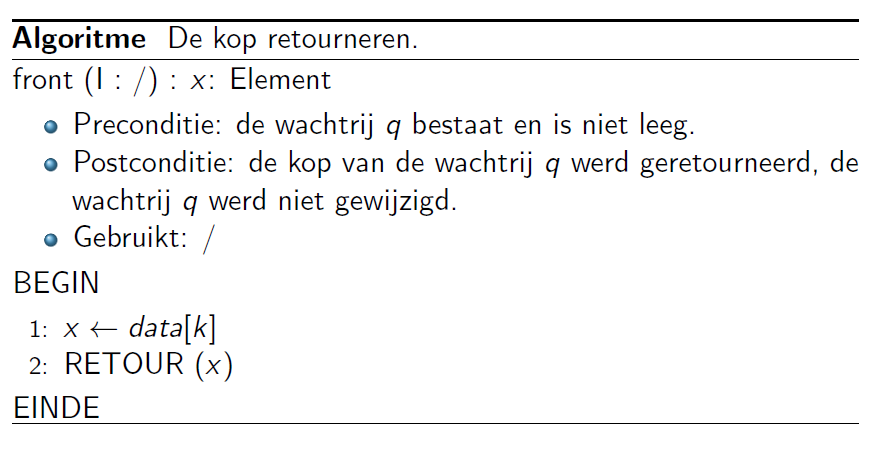 Algoritme De kop retourneren.
front (I : /) : x: Element
Preconditie: de wachtrij q bestaat en is niet leeg.
Postconditie: de kop van de wachtrij q werd geretourneerd, de
wachtrij q werd niet gewijzigd.
Gebruikt: /
BEGIN
1: x ← data[k]
2: RETOUR (x)
EINDE